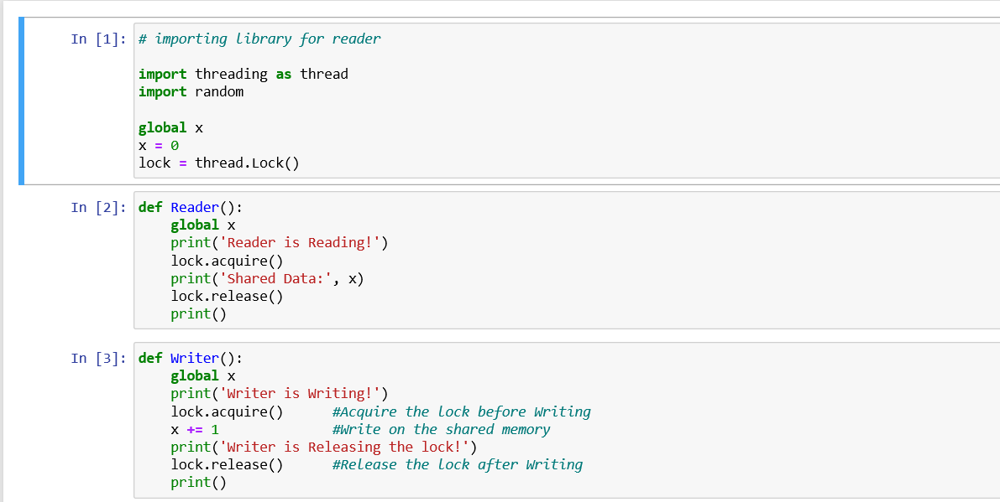 In [1]: # importing library for reader
import threading as thread
import random
global x
x = 0
lock = thread.Lock()
In [2]: def Reader():
    global x
    print('Reader is Reading!')
    lock.acquire()
    print('Shared Data:', x)
    lock.release()
    print()
In [3]: def Writer():
    global x
    print('Writer is Writing!')
    lock.acquire()      #Acquire the lock before Writing
    x += 1              #Write on the shared memory
    print('Writer is Releasing the lock!')
    lock.release()      #Release the lock after Writing
    print()